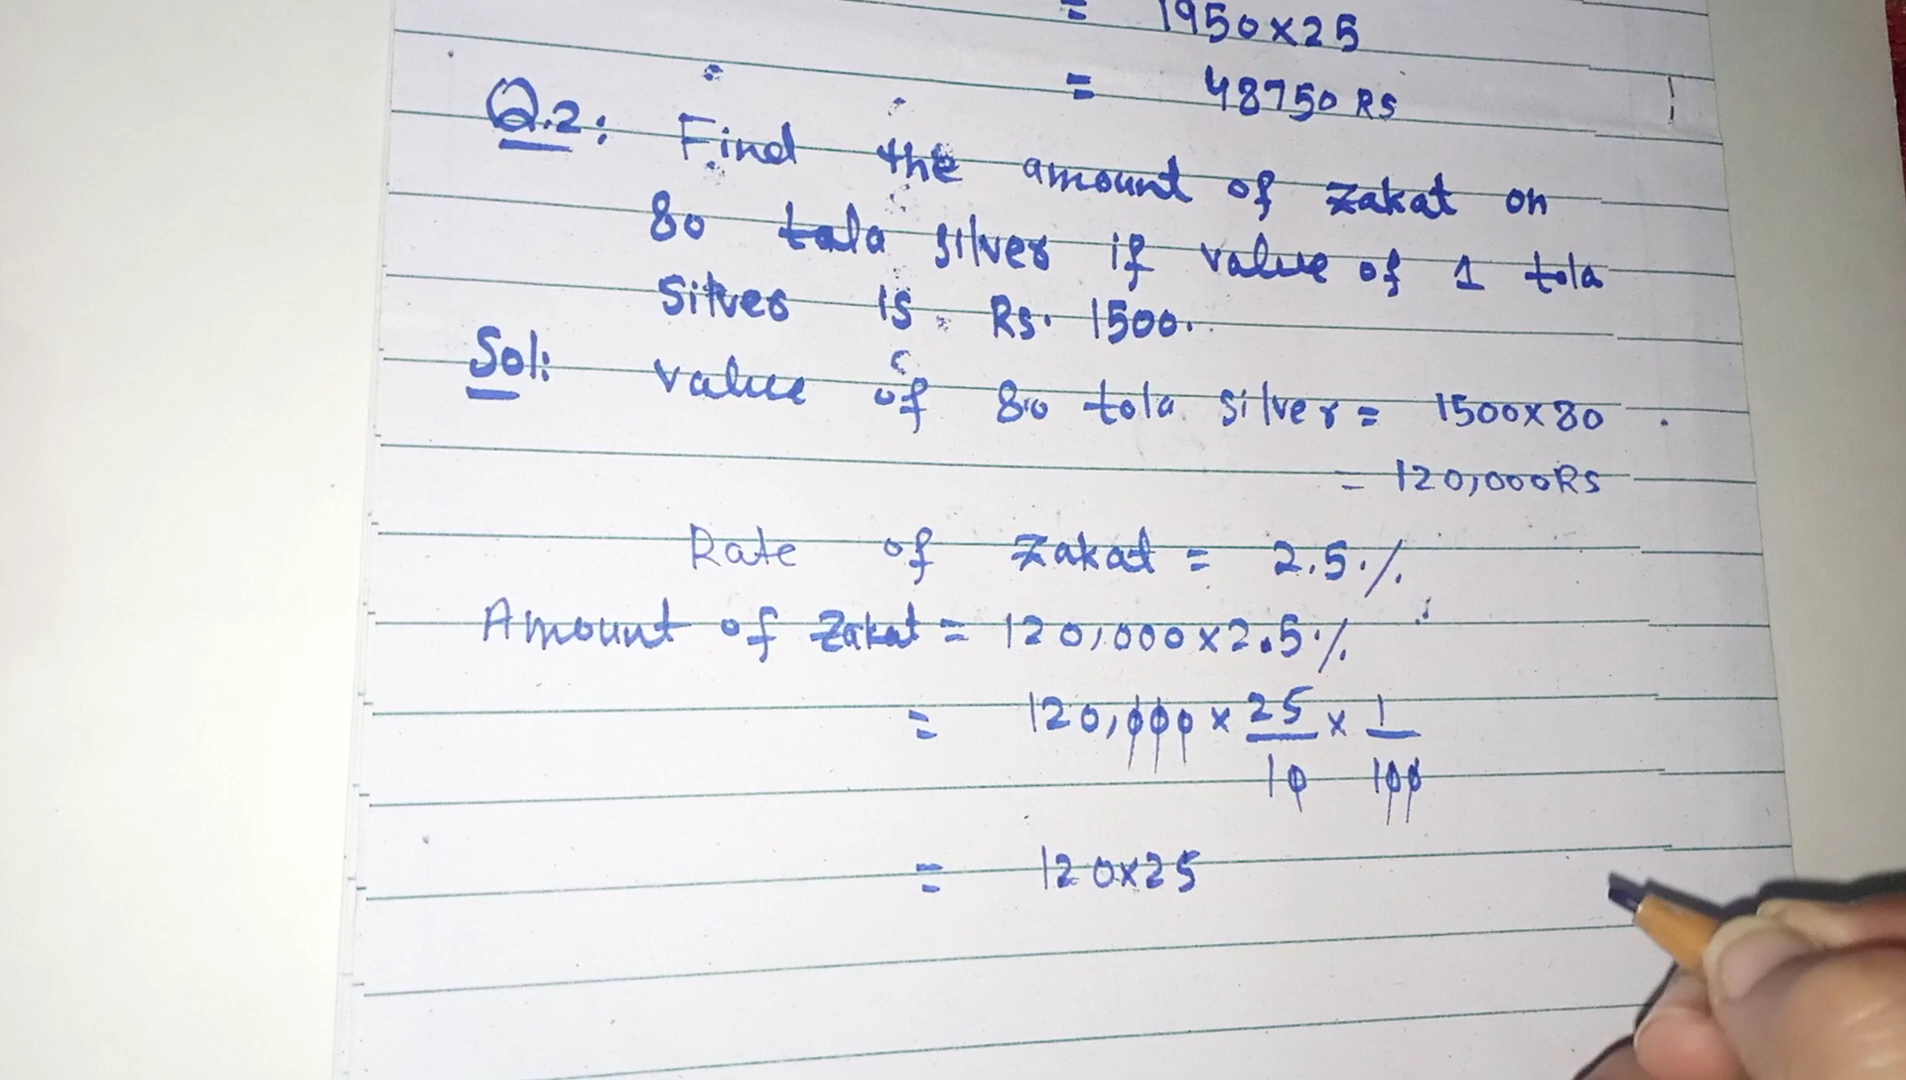 = 1950×25
= 48750 RS
Q.2: Find the amount of zakat on
80 tola silver if value of 1 tola
Silver is Rs. 1500.
Sol: value of 80 tola silver = 1500×80
= 120,000RS
Rate of zakat = 2.5%
Amount of zakat = 120,000×2.5%
= 120,000 × 25/10 × 1/100
= 120×25